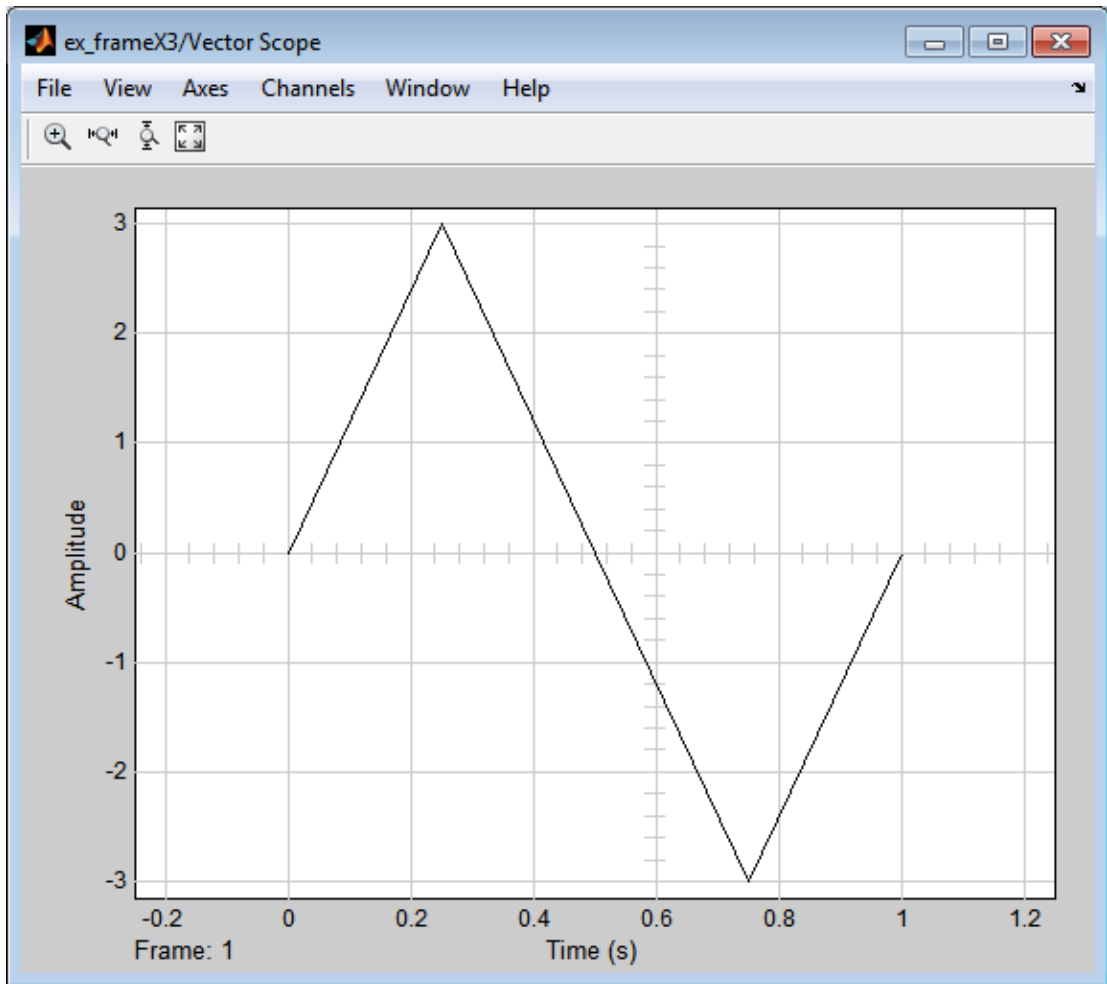 ex_frameX3/Vector Scope
File View Axes Channels Window Help
3
2
1
0
-1
-2
-3
Amplitude
-0.2 0 0.2 0.4 0.6 0.8 1 1.2
Frame: 1 Time (s)